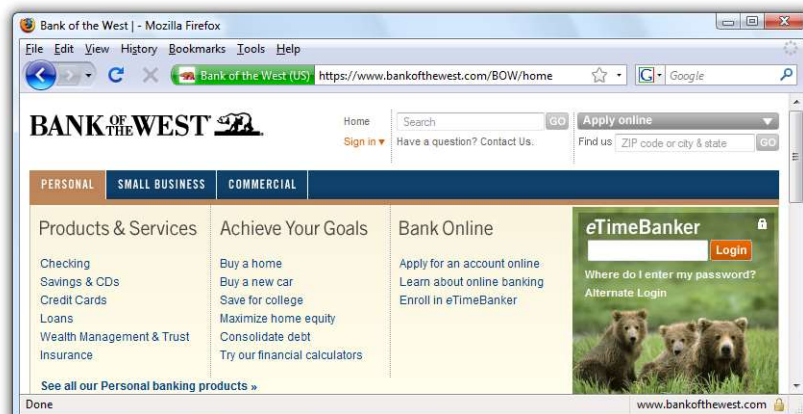 Bank of the West | - Mozilla Firefox
File Edit View History Bookmarks Tools Help
Bank of the West (US) https://www.bankofthewest.com/BOW/home
G Google
BANK OF THE WEST
Home Search GO Apply online
Sign in Have a question? Contact Us. Find us ZIP code or city & state GO
PERSONAL SMALL BUSINESS COMMERCIAL
Products & Services
Checking
Savings & CDs
Credit Cards
Loans
Wealth Management & Trust
Insurance
See all our Personal banking products »
Achieve Your Goals
Buy a home
Buy a new car
Save for college
Maximize home equity
Consolidate debt
Try our financial calculators
Bank Online
Apply for an account online
Learn about online banking
Enroll in eTimeBanker
eTimeBanker
Login
Where do I enter my password?
Alternate Login
Done www.bankofthewest.com